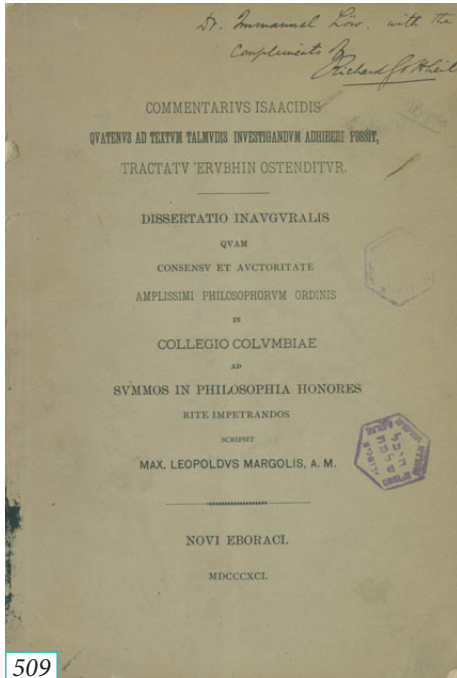 Dr. Immanuel Löw, with the
Compliments of
Richard Gottheil
COMMENTARIVS ISAACIDIS
QVATENVS AD TEXTVM TALMVDIS INVESTIGANDVM ADHIBERI POSSIT,
TRACTATV 'ERVBHIN OSTENDITVR.
DISSERTATIO INAVGVRALIS
QVAM
CONSENSV ET AVCTORITATE
AMPLISSIMI PHILOSOPHORVM ORDINIS
IN
COLLEGIO COLVMBIAE
AD
SVMMOS IN PHILOSOPHIA HONORES
RITE IMPETRANDOS
SCRIPSIT
MAX. LEOPOLDVS MARGOLIS, A. M.
NOVI EBORACI.
MDCCCXCI.
509